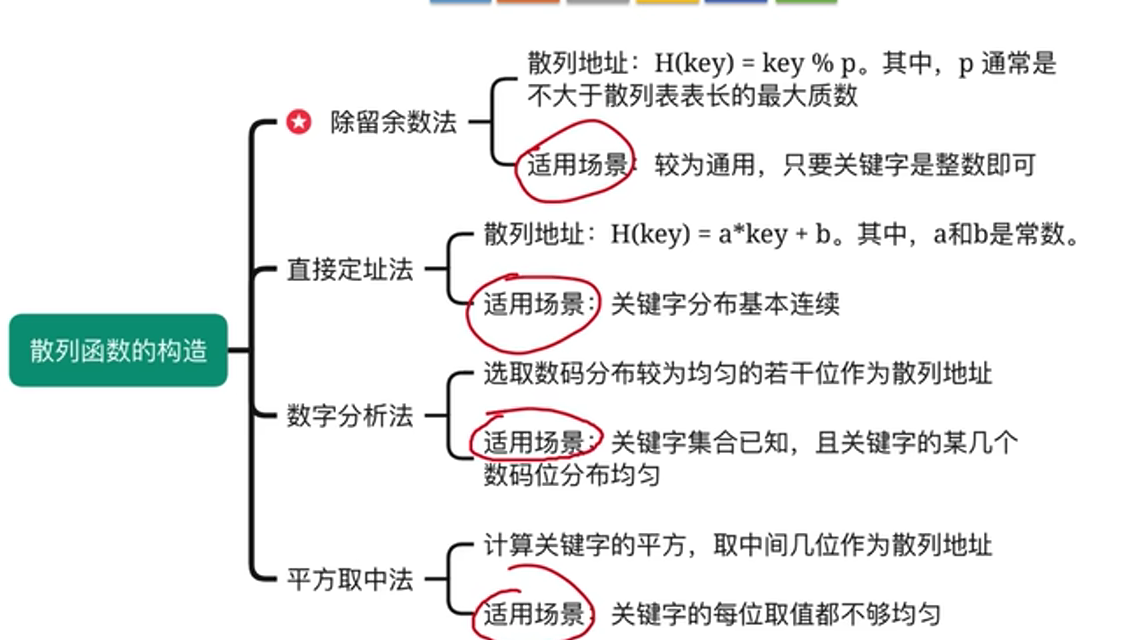 散列地址：H(key) = key % p。其中，p 通常是
不大于散列表表长的最大质数
除留余数法
适用场景：较为通用，只要关键字是整数即可
散列地址：H(key) = a*key + b。其中，a和b是常数。
直接定址法
适用场景：关键字分布基本连续
散列函数的构造
选取数码分布较为均匀的若干位作为散列地址
数字分析法
适用场景：关键字集合已知，且关键字的某几个
数码位分布均匀
计算关键字的平方，取中间几位作为散列地址
平方取中法
适用场景：关键字的每位取值都不够均匀